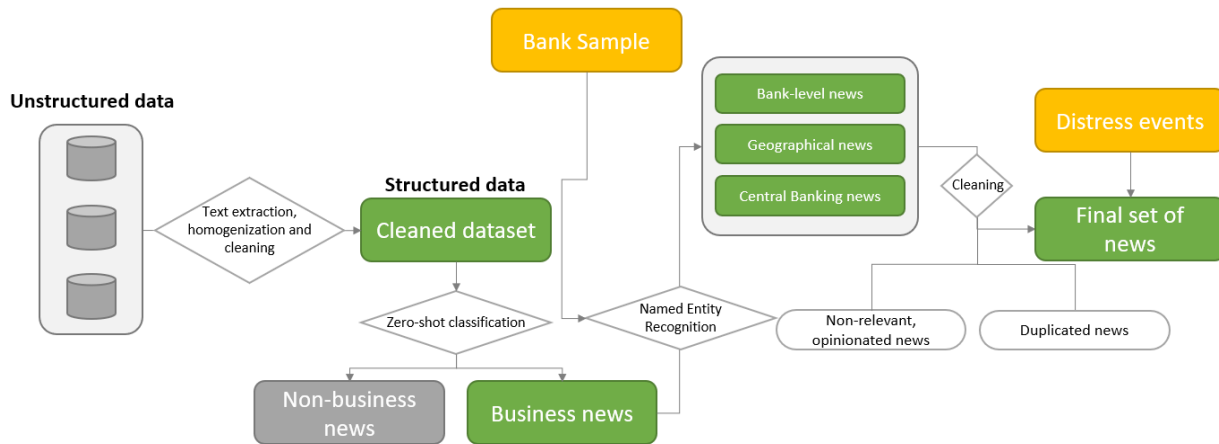 Bank Sample
Unstructured data
Bank-level news
Geographical news
Central Banking news
Distress events
Structured data
Text extraction,
homogenization and
cleaning
Cleaned dataset
Cleaning
Final set of
news
Zero-shot classification
Named Entity
Recognition
Non-relevant,
opinionated news
Duplicated news
Non-business
news
Business news